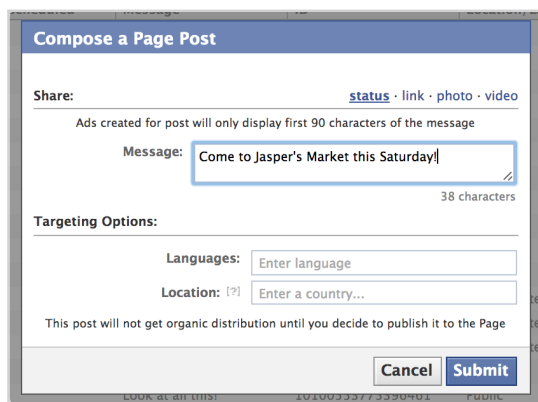 Compose a Page Post
Share: status · link · photo · video
Ads created for post will only display first 90 characters of the message
Message: Come to Jasper's Market this Saturday!
38 characters
Targeting Options:
Languages: Enter language
Location: [?] Enter a country...
This post will not get organic distribution until you decide to publish it to the Page
Cancel Submit
Look at all this! Public